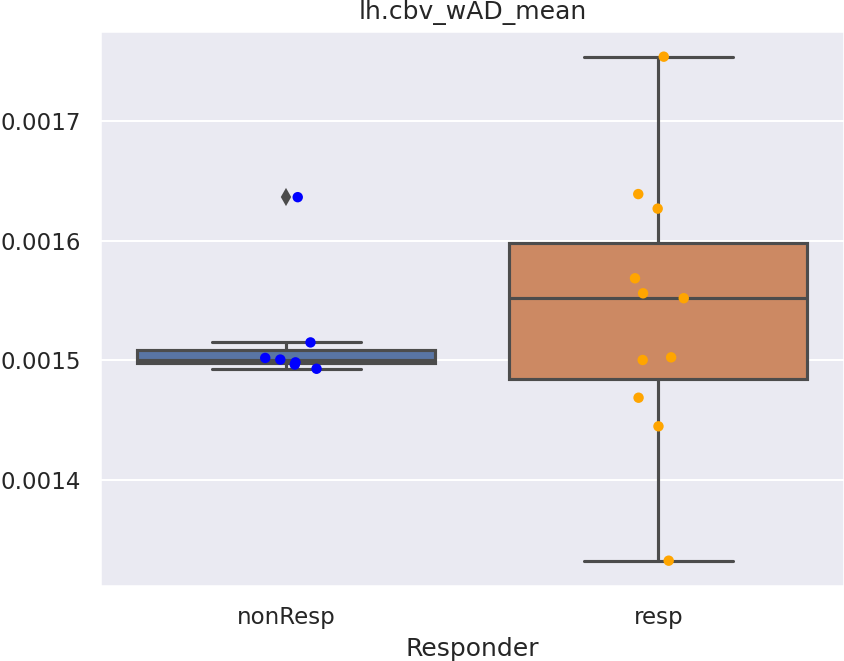 lh.cbv_wAD_mean
0.0017
0.0016
0.0015
0.0014
nonResp resp
Responder